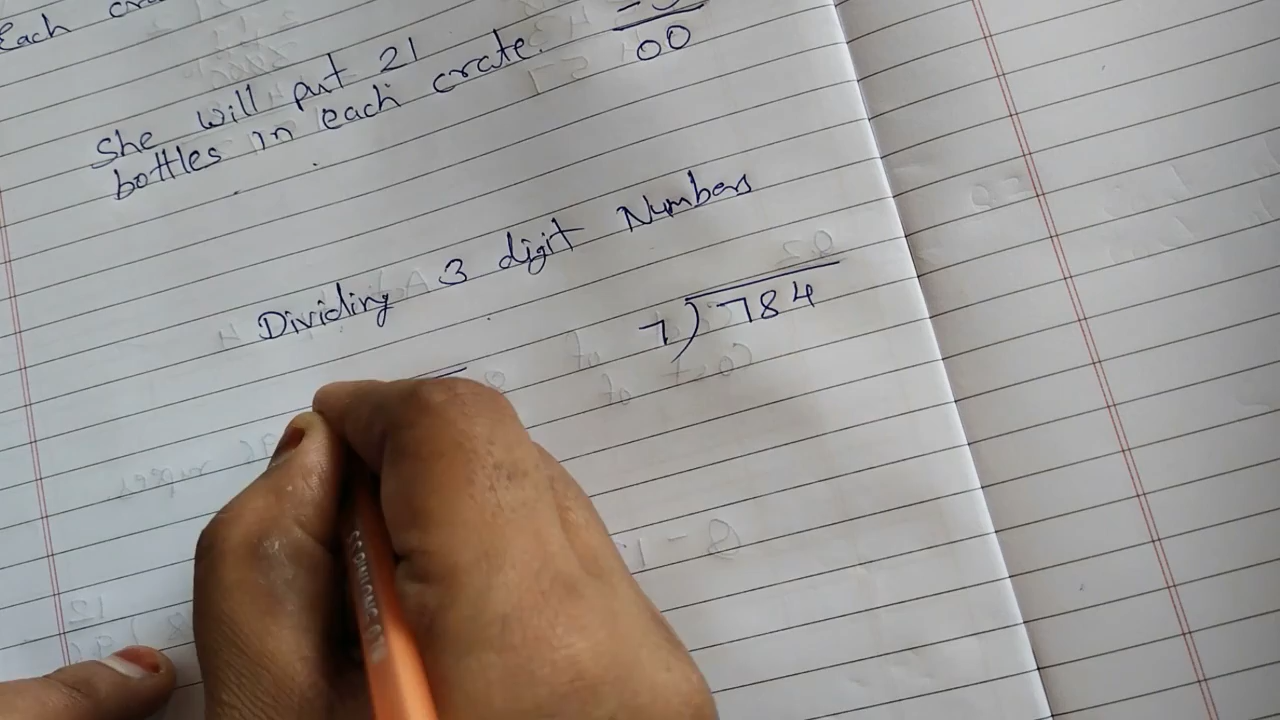 Each
She will put 21
bottles in each crate.
00
Dividing 3 digit Numbers
7)784